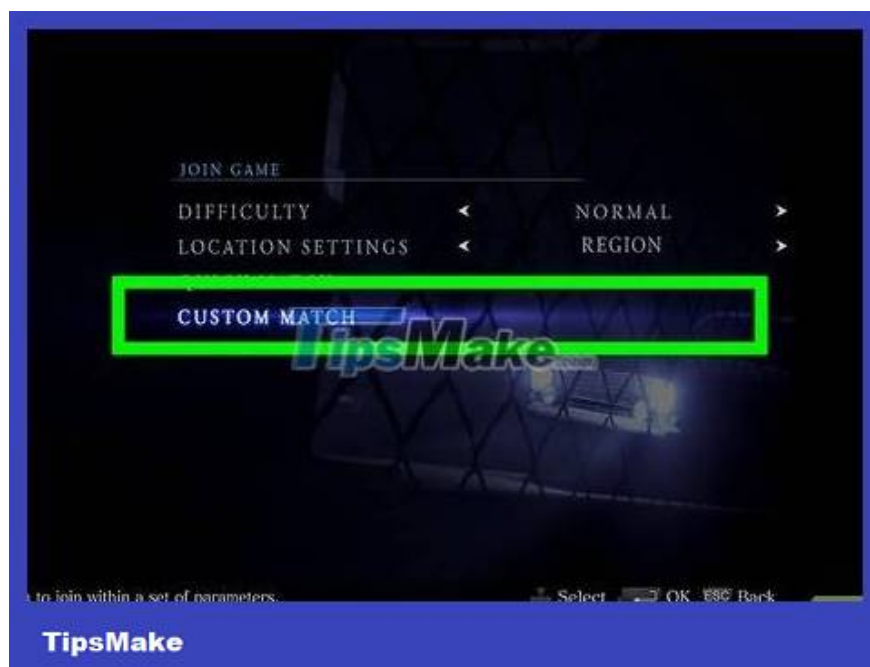 JOIN GAME
DIFFICULTY NORMAL
LOCATION SETTINGS REGION
CUSTOM MATCH
TipsMake.com
to join within a set of parameters.
Select OK ESC Back
TipsMake